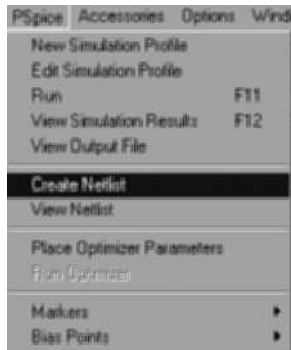 PSpice Accessories Options Wind
New Simulation Profile
Edit Simulation Profile
Run F11
View Simulation Results F12
View Output File
Create Netlist
View Netlist
Place Optimizer Parameters
Run Optimizer
Markers
Bias Points